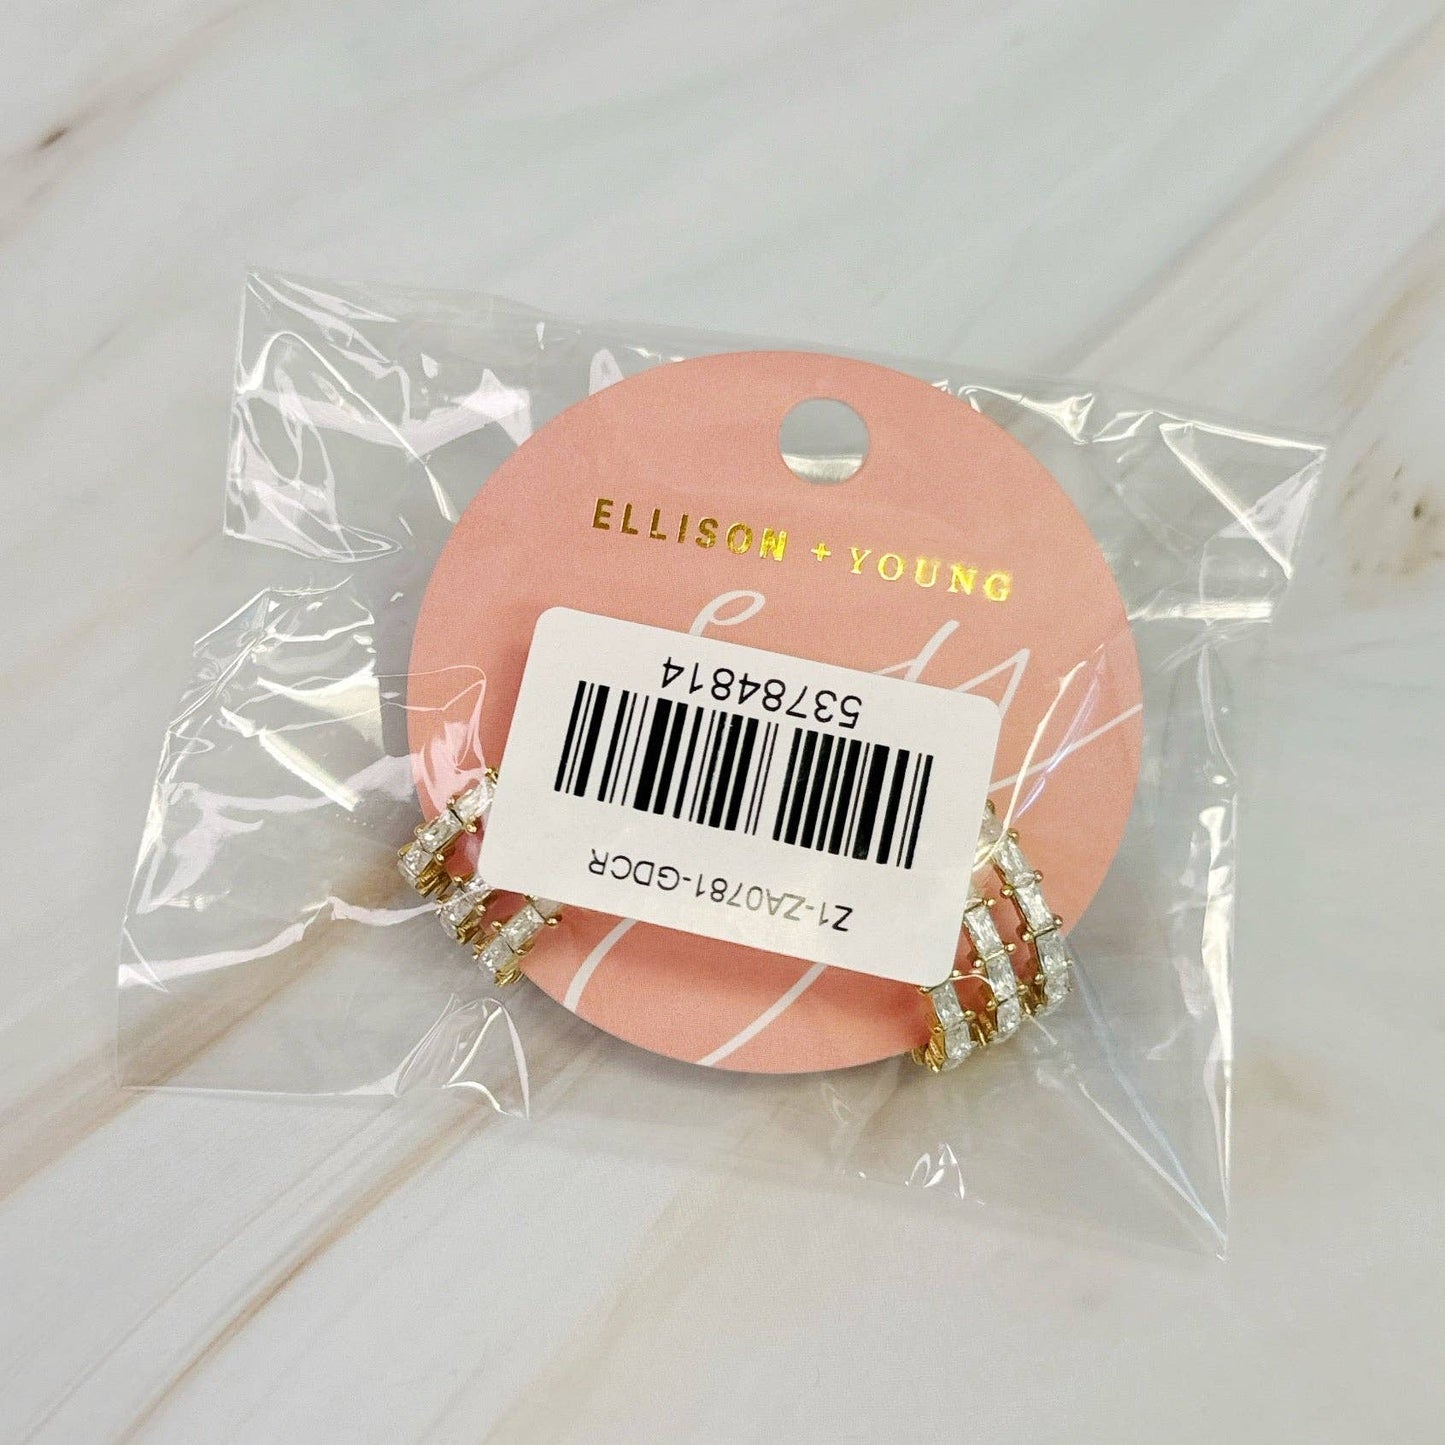 ELLISON + YOUNG
53784814
Z1-ZA0781-GDCR